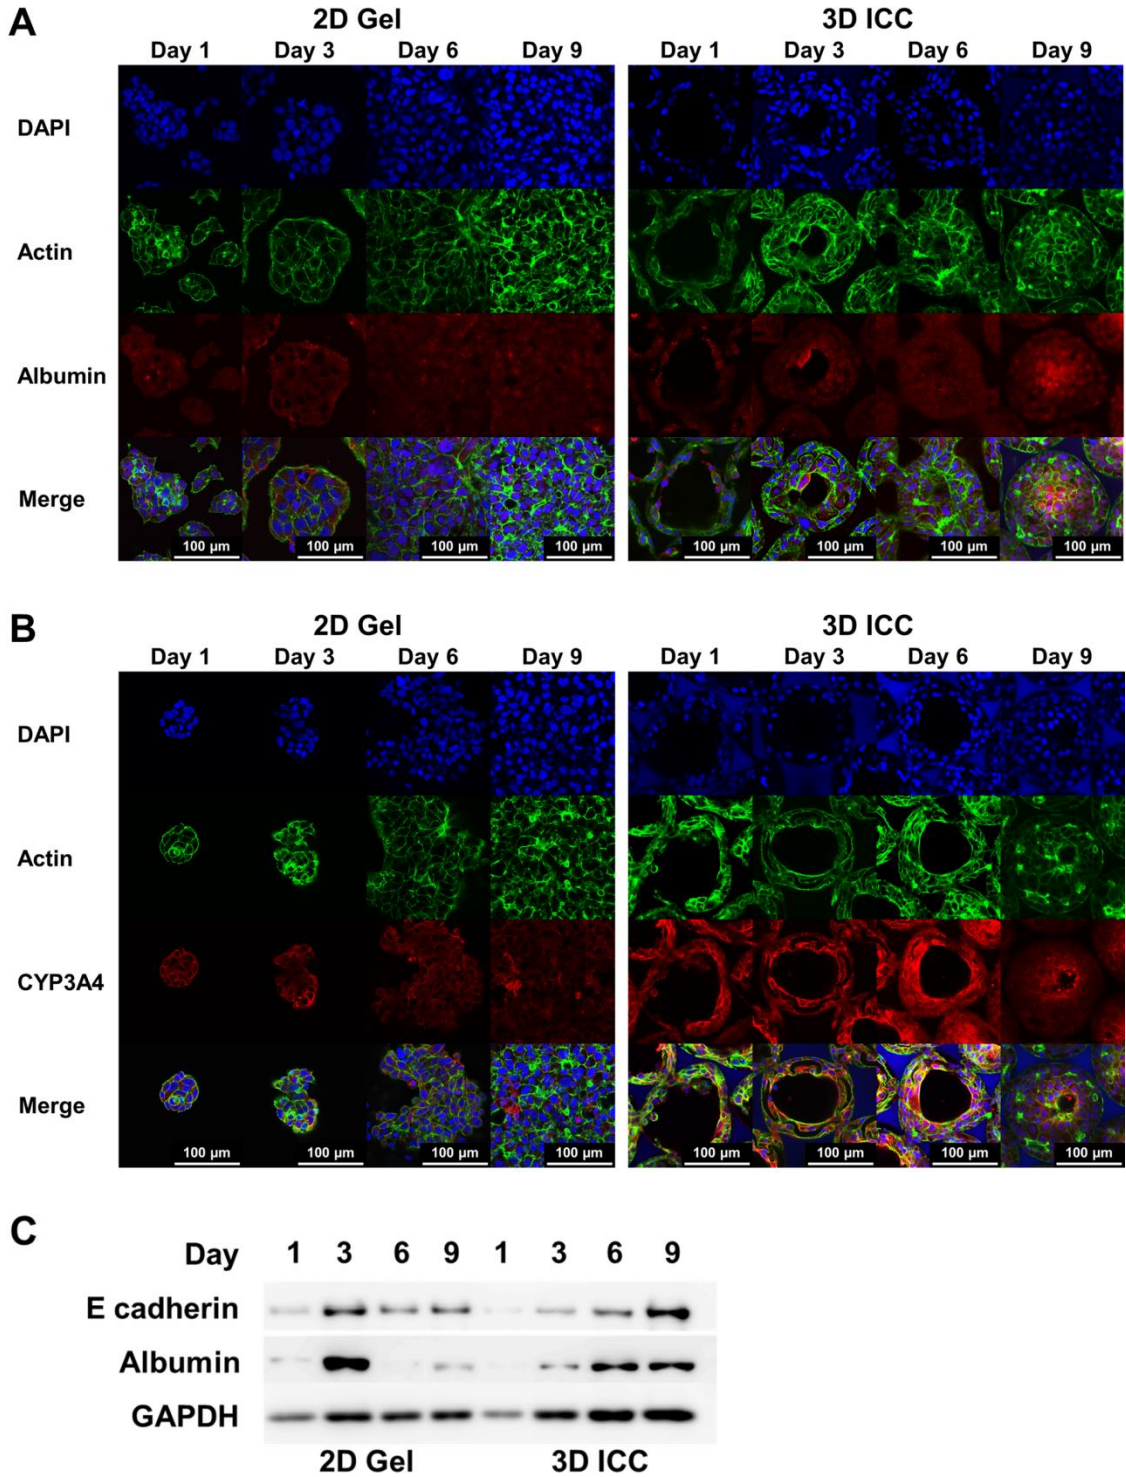 A
2D Gel 3D ICC
Day 1 Day 3 Day 6 Day 9 Day 1 Day 3 Day 6 Day 9
DAPI
Actin
Albumin
Merge
100 µm 100 µm 100 µm 100 µm 100 µm 100 µm 100 µm 100 µm
B
2D Gel 3D ICC
Day 1 Day 3 Day 6 Day 9 Day 1 Day 3 Day 6 Day 9
DAPI
Actin
CYP3A4
Merge
100 µm 100 µm 100 µm 100 µm 100 µm 100 µm 100 µm 100 µm
C
Day 1 3 6 9 1 3 6 9
E cadherin
Albumin
GAPDH
2D Gel 3D ICC